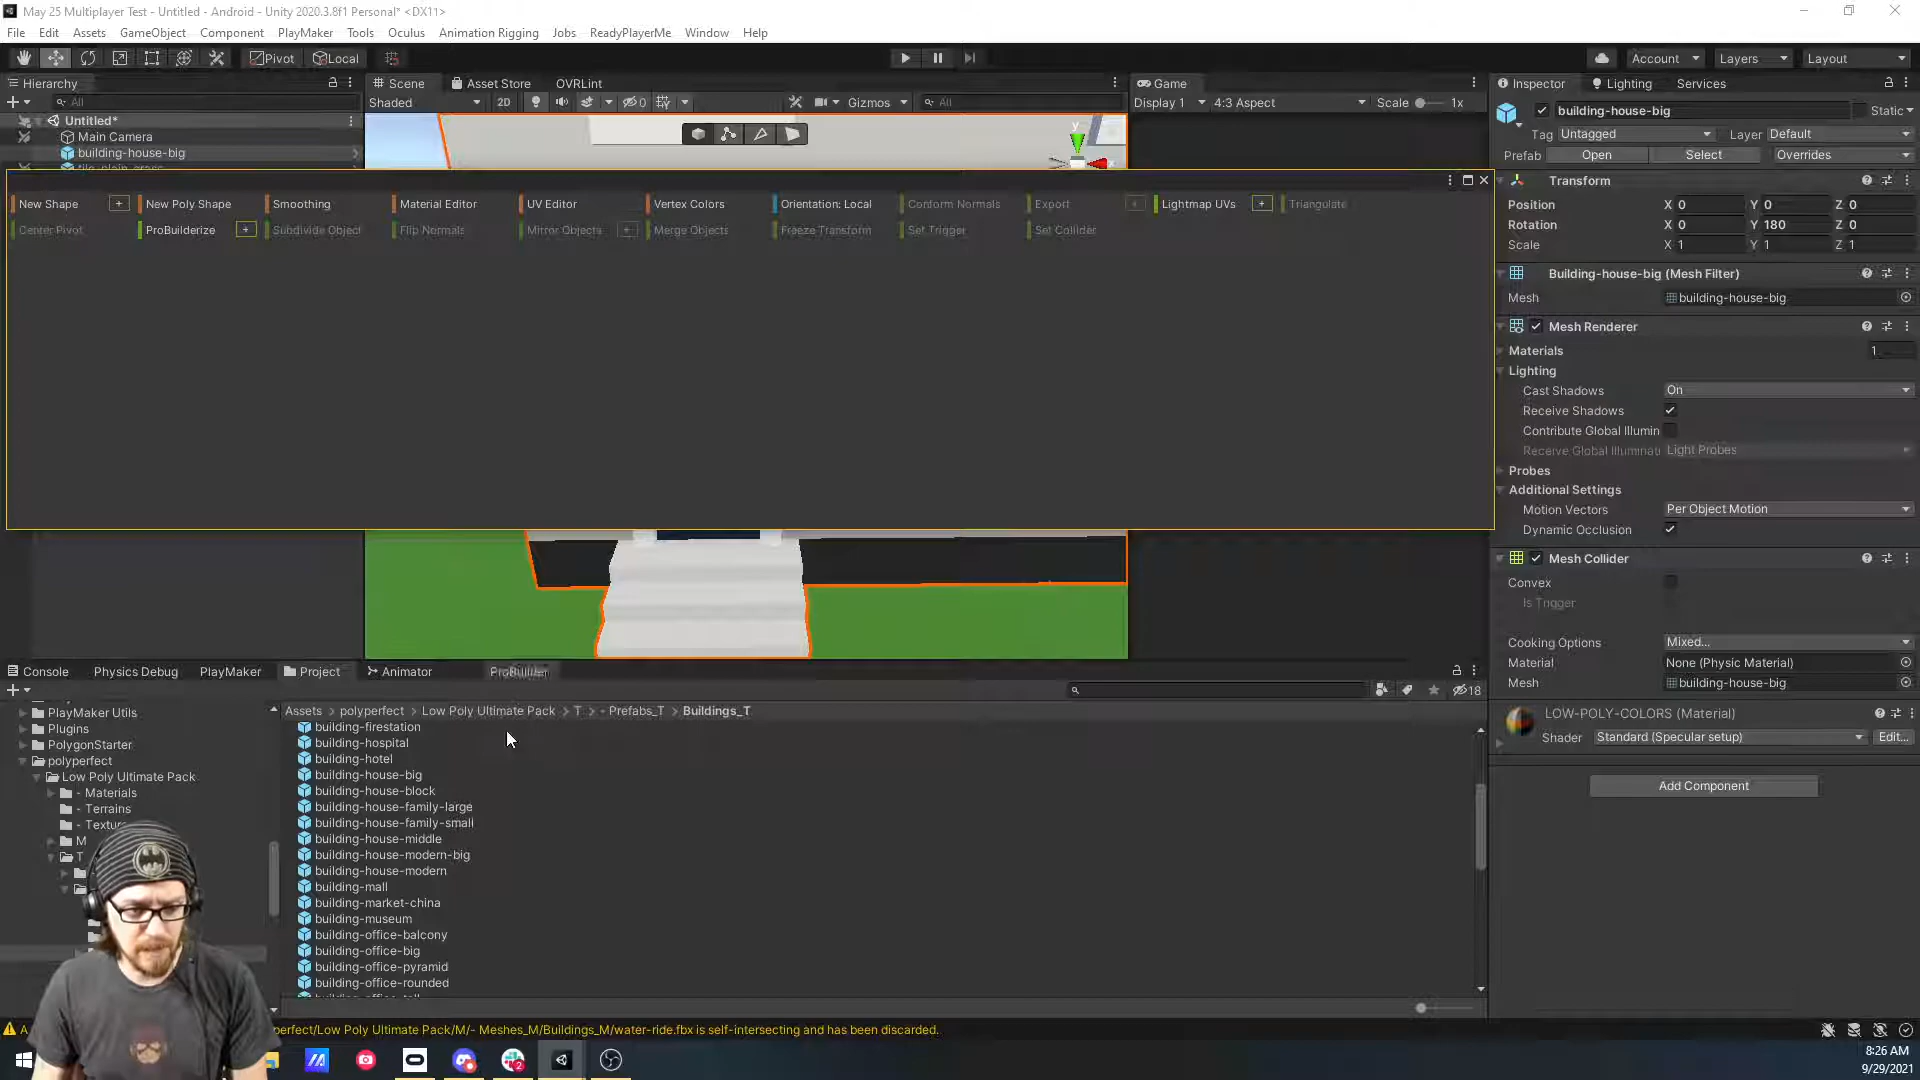 May 25 Multiplayer Test - Untitled - Android - Unity 2020.3.8f1 Personal* <DX11>
File Edit Assets GameObject Component PlayMaker Tools Oculus Animation Rigging Jobs ReadyPlayerMe Window Help
Pivot Local Account Layers Layout
Hierarchy Scene Asset Store OVRLint Game Inspector Lighting Services
All Shaded 2D 0 Gizmos All Display 1 4:3 Aspect Scale 1x building-house-big Static
Untitled*
Main Camera Tag Untagged Layer Default
building-house-big Prefab Open Select Overrides
Transform
New Shape New Poly Shape Smoothing Material Editor UV Editor Vertex Colors Orientation: Local Conform Normals Export Lightmap UVs Triangulate
Center Pivot ProBuilderize Subdivide Object Flip Normals Mirror Objects Merge Objects Freeze Transform Set Trigger Set Collider
Position X 0 Y 0 Z 0
Rotation X 0 Y 180 Z 0
Scale X 1 Y 1 Z 1
Building-house-big (Mesh Filter)
Mesh building-house-big
Mesh Renderer
Materials 1
Lighting
Cast Shadows On
Receive Shadows
Contribute Global Illumin
Receive Global Illuminati Light Probes
Probes
Additional Settings
Motion Vectors Per Object Motion
Dynamic Occlusion
Mesh Collider
Convex
Is Trigger
Cooking Options Mixed...
Material None (Physic Material)
Mesh building-house-big
LOW-POLY-COLORS (Material)
Shader Standard (Specular setup) Edit...
Add Component
Console Physics Debug PlayMaker Project Animator ProBuilder
18
PlayMaker Utils
Plugins
PolygonStarter
polyperfect
Low Poly Ultimate Pack
- Materials
- Terrains
- Textur
M
T
Assets > polyperfect > Low Poly Ultimate Pack > T > - Prefabs_T > Buildings_T
building-firestation
building-hospital
building-hotel
building-house-big
building-house-block
building-house-family-large
building-house-family-small
building-house-middle
building-house-modern-big
building-house-modern
building-mall
building-market-china
building-museum
building-office-balcony
building-office-big
building-office-pyramid
building-office-rounded
perfect/Low Poly Ultimate Pack/M/- Meshes_M/Buildings_M/water-ride.fbx is self-intersecting and has been discarded.
8:26 AM
9/29/2021